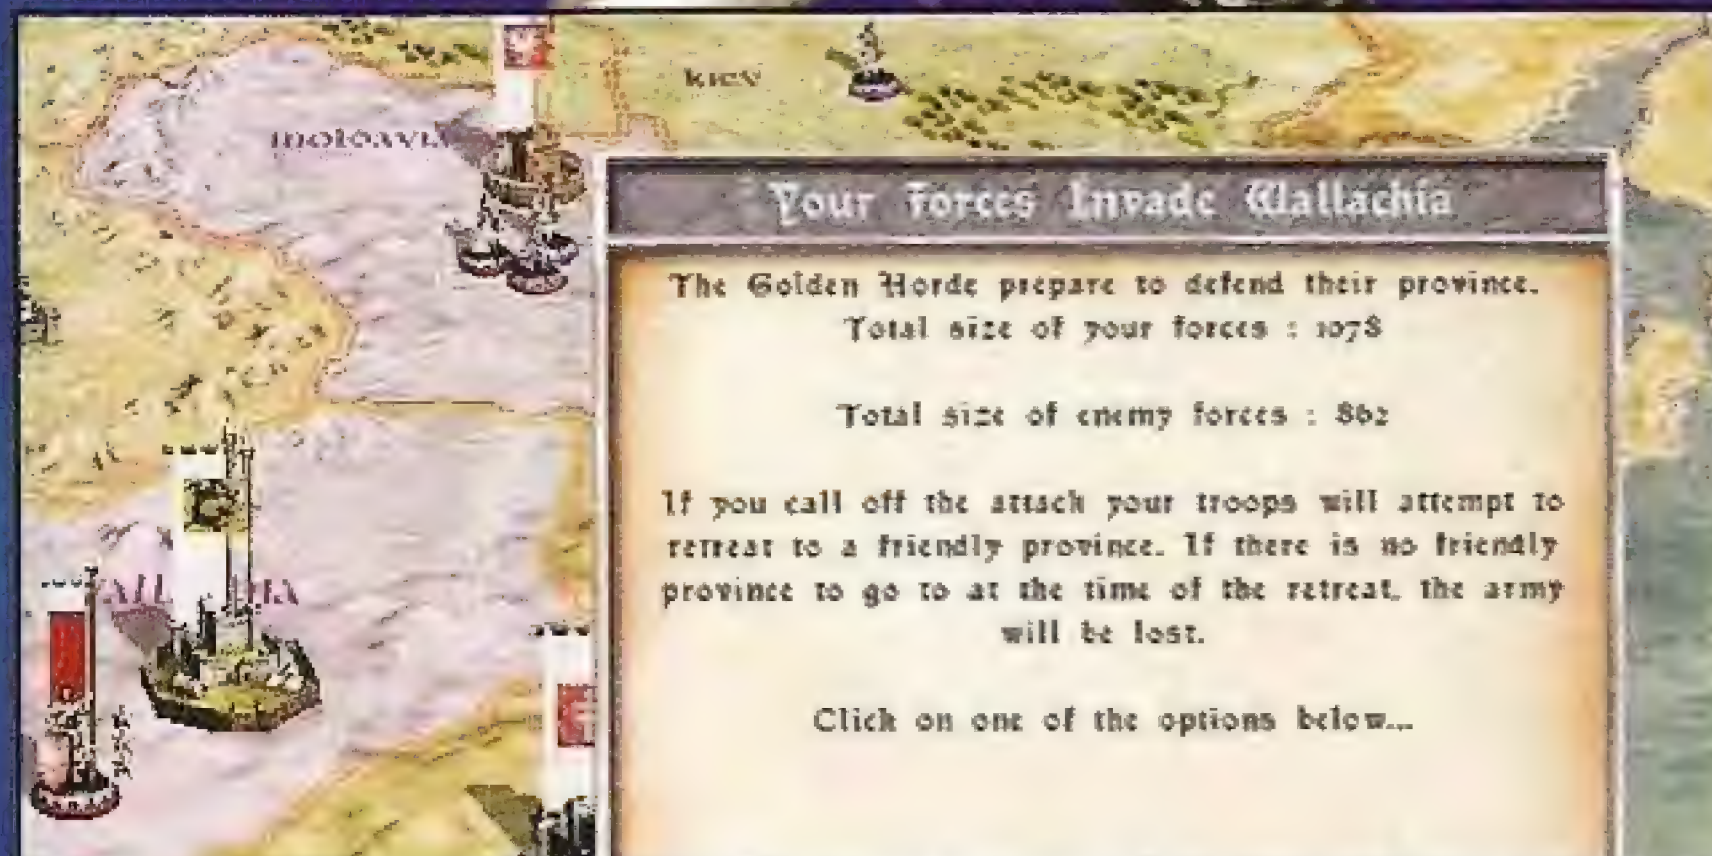 KIEV
MOLDAVIA
Your Forces Invade Wallachia
The Golden Horde prepare to defend their province.
Total size of your forces : 1078
Total size of enemy forces : 862
If you call off the attack your troops will attempt to
retreat to a friendly province. If there is no friendly
province to go to at the time of the retreat, the army
will be lost.
Click on one of the options below...